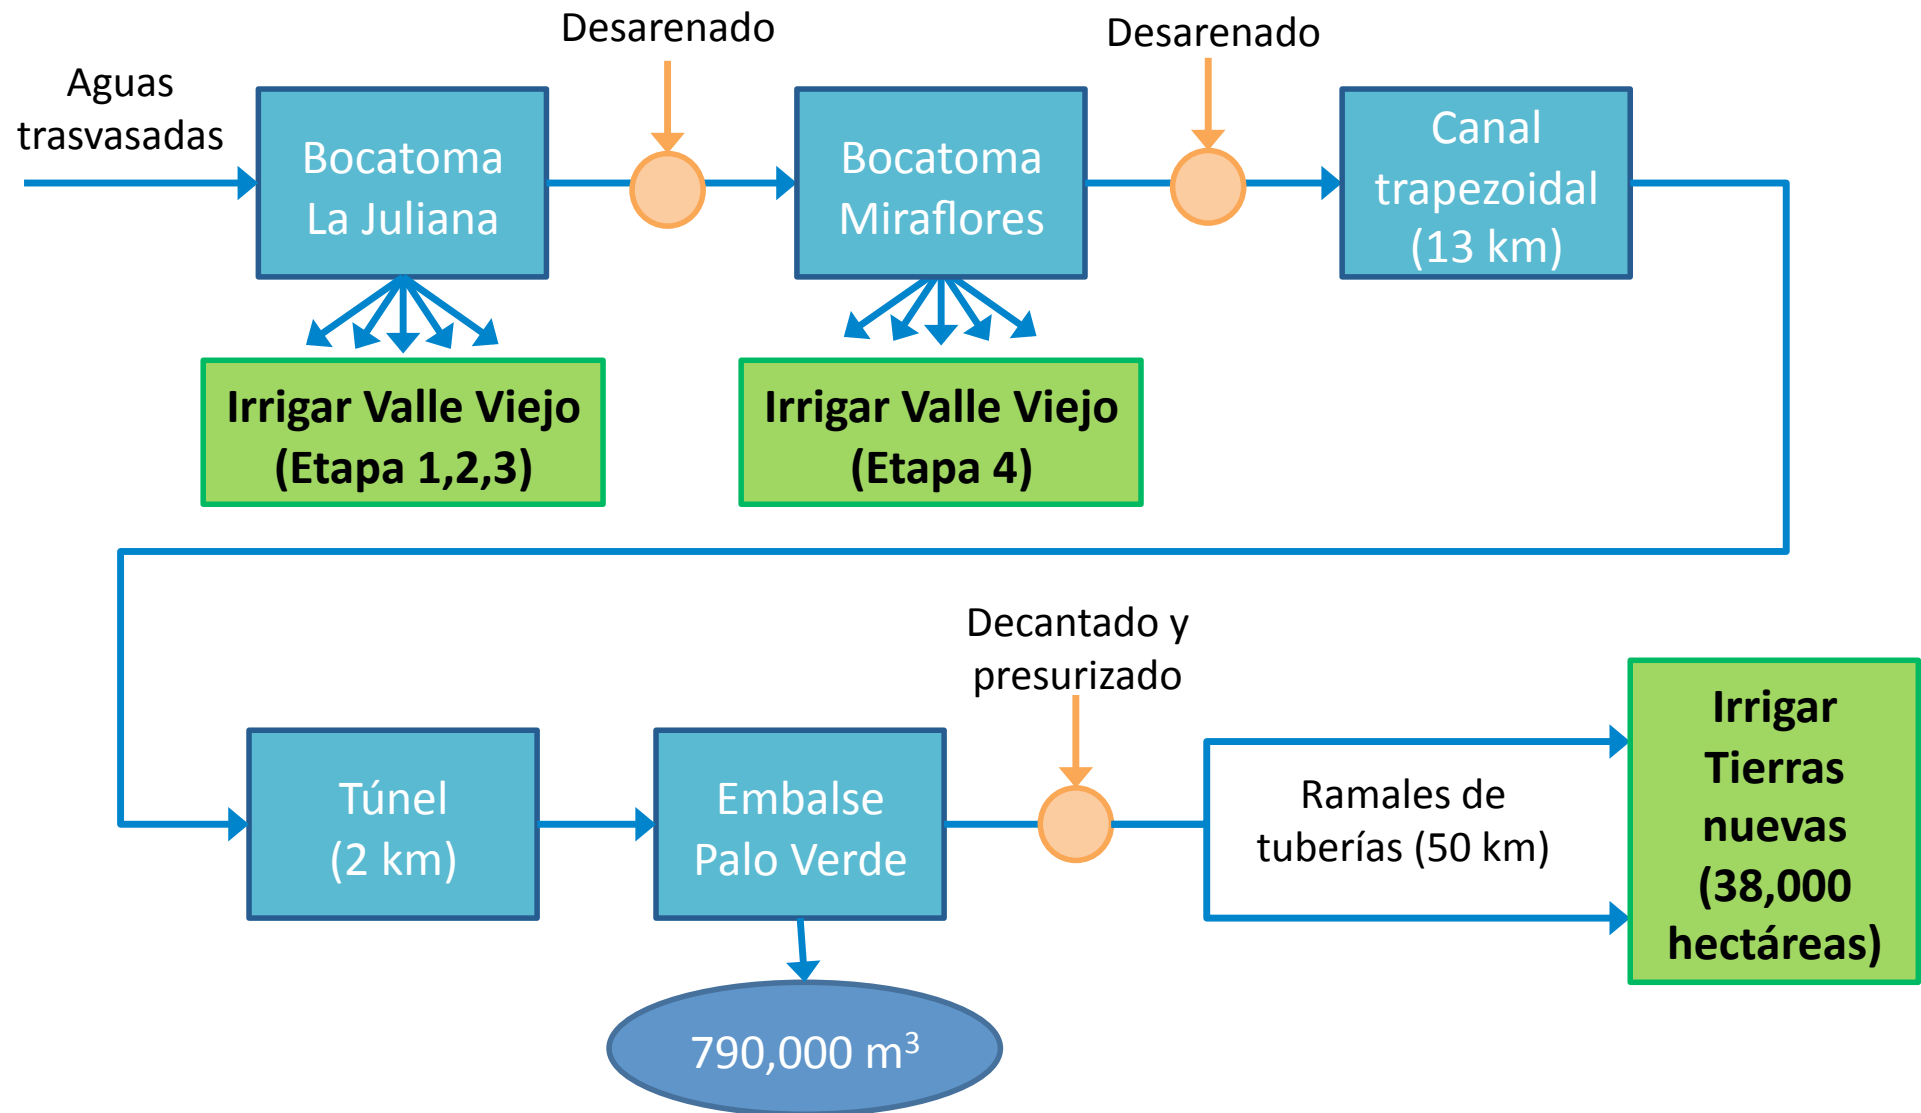 Aguas
trasvasadas
Bocatoma
La Juliana
Desarenado
Bocatoma
Miraflores
Desarenado
Canal
trapezoidal
(13 km)
Irrigar Valle Viejo
(Etapa 1,2,3)
Irrigar Valle Viejo
(Etapa 4)
Túnel
(2 km)
Embalse
Palo Verde
790,000 m³
Decantado y
presurizado
Ramales de
tuberías (50 km)
Irrigar
Tierras
nuevas
(38,000
hectáreas)